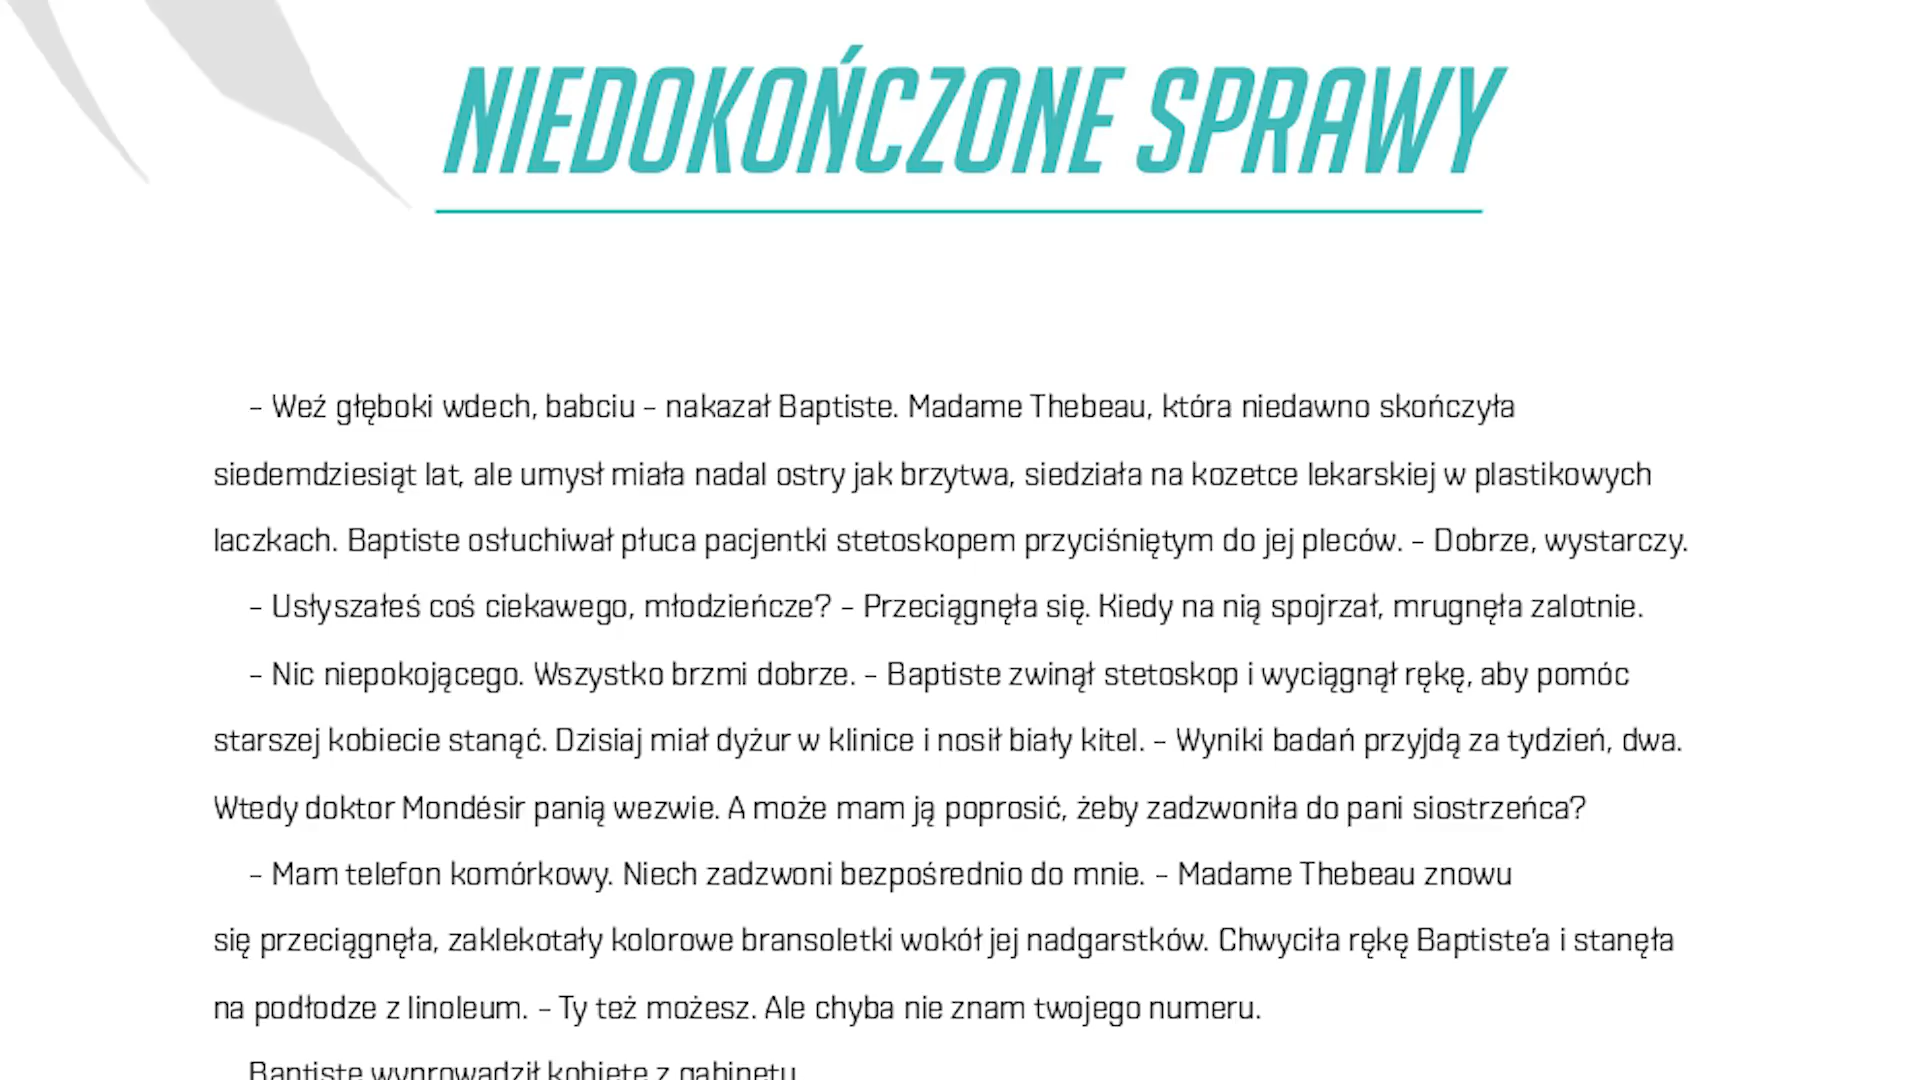 NIEDOKOŃCZONE SPRAWY
– Weź głęboki wdech, babciu – nakazał Baptiste. Madame Thebeau, która niedawno skończyła
siedemdziesiąt lat, ale umysł miała nadal ostry jak brzytwa, siedziała na kozetce lekarskiej w plastikowych
laczkach. Baptiste osłuchiwał płuca pacjentki stetoskopem przyciśniętym do jej pleców. – Dobrze, wystarczy.
– Usłyszałeś coś ciekawego, młodzieńcze? – Przeciągnęła się. Kiedy na nią spojrzał, mrugnęła zalotnie.
– Nic niepokojącego. Wszystko brzmi dobrze. – Baptiste zwinął stetoskop i wyciągnął rękę, aby pomóc
starszej kobiecie stanąć. Dzisiaj miał dyżur w klinice i nosił biały kitel. – Wyniki badań przyjdą za tydzień, dwa.
Wtedy doktor Mondésir panią wezwie. A może mam ją poprosić, żeby zadzwoniła do pani siostrzeńca?
– Mam telefon komórkowy. Niech zadzwoni bezpośrednio do mnie. – Madame Thebeau znowu
się przeciągnęła, zaklekotały kolorowe bransoletki wokół jej nadgarstków. Chwyciła rękę Baptiste’a i stanęła
na podłodze z linoleum. – Ty też możesz. Ale chyba nie znam twojego numeru.
Baptiste wyprowadził kobietę z gabinetu.